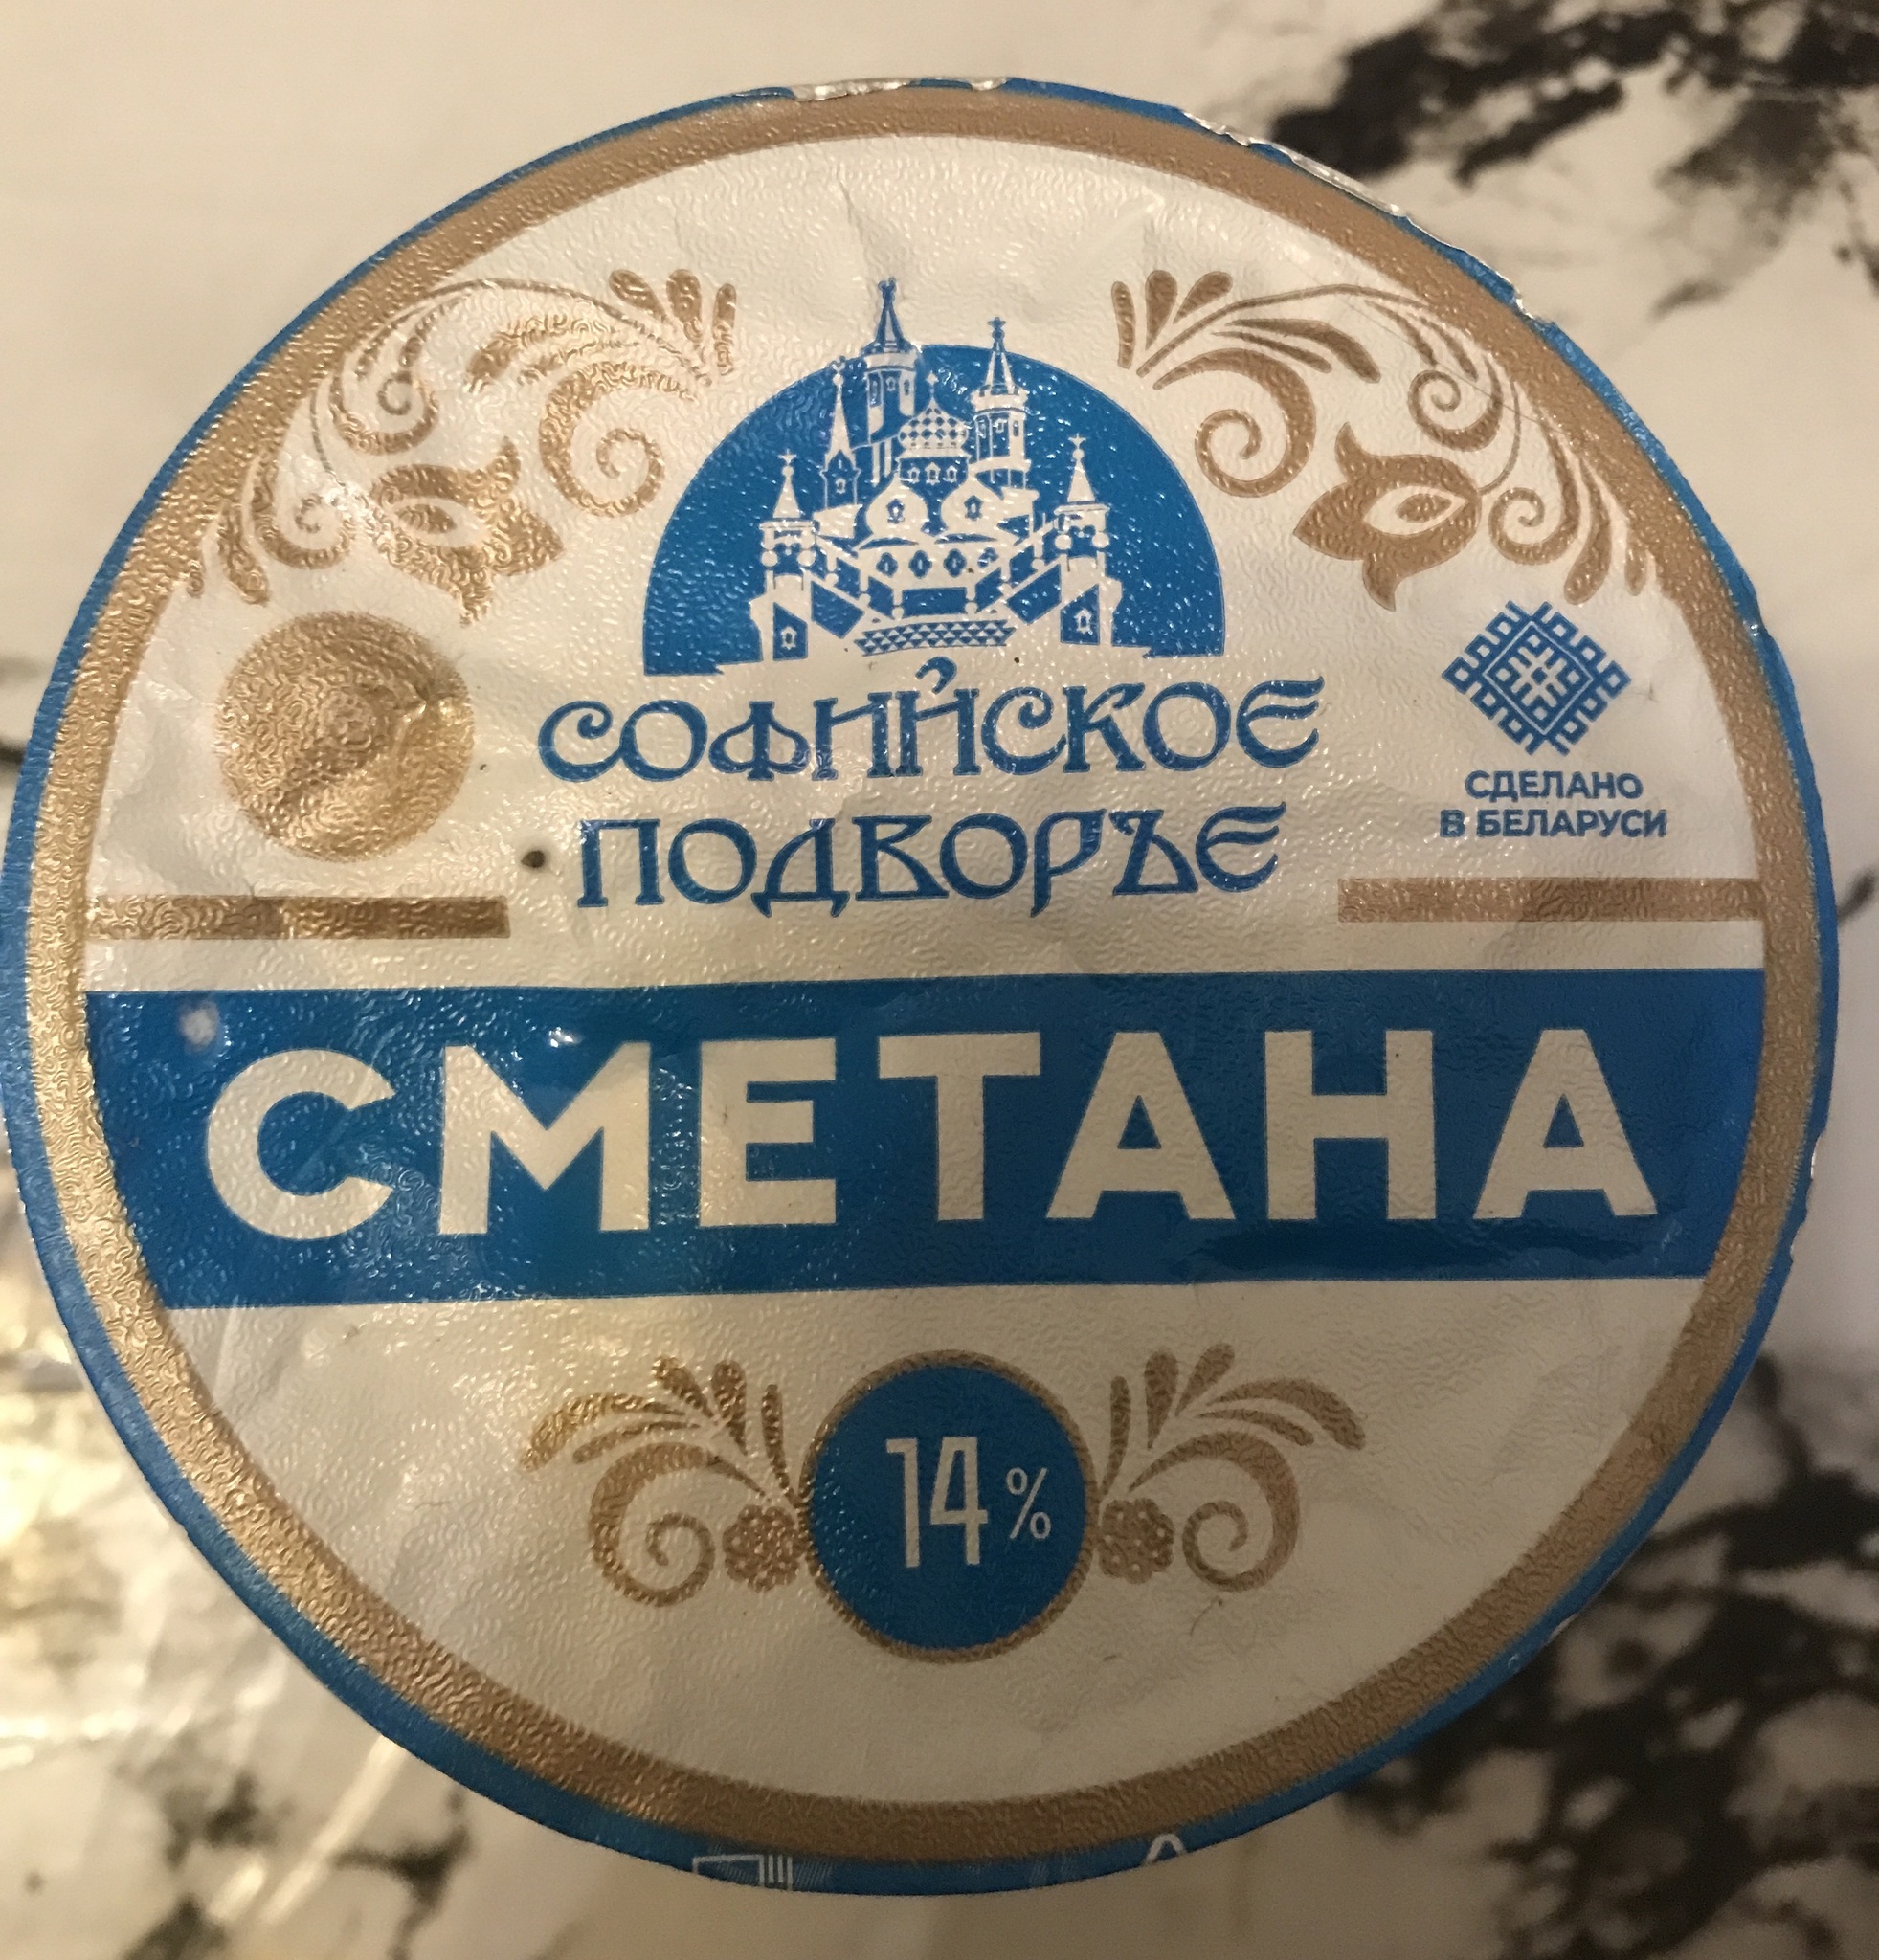 СОФИЙСКОЕ
ПОДВОРЬЕ
СДЕЛАНО
В БЕЛАРУСИ
СМЕТАНА
14%